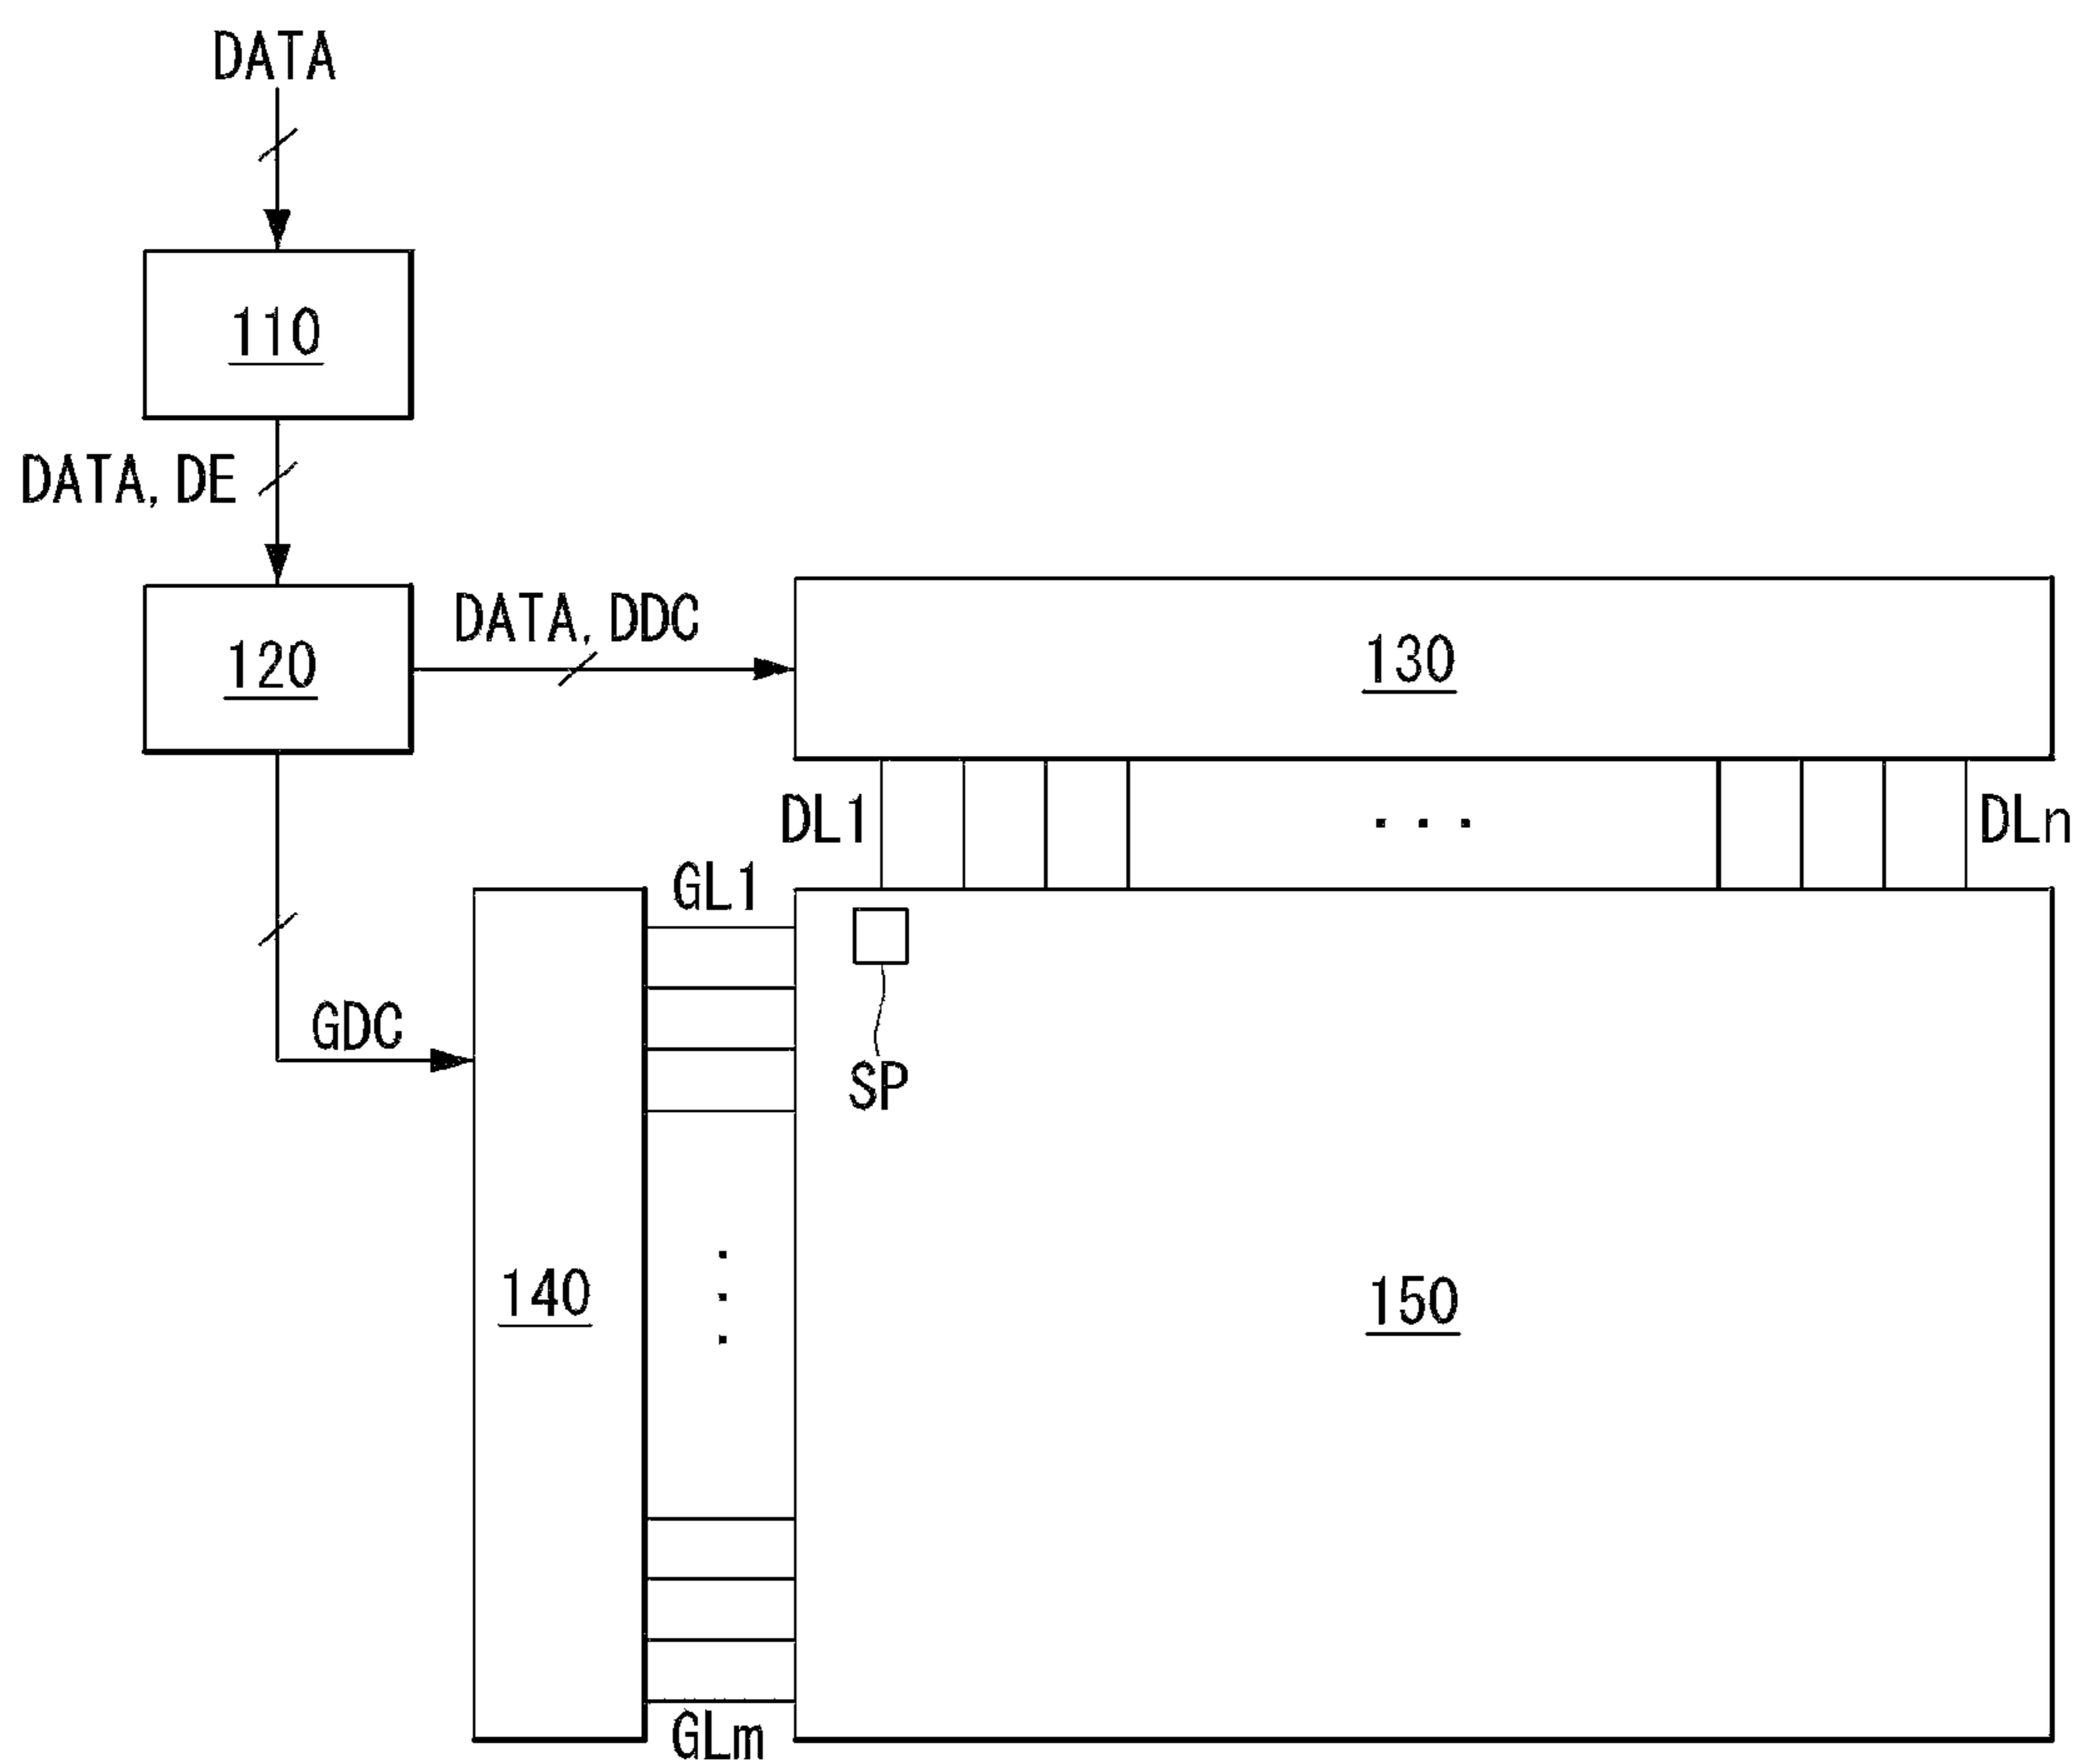 DATA
110
DATA, DE
120
DATA, DDC
130
DL1
...
DLn
GL1
GDC
SP
140
150
GLm